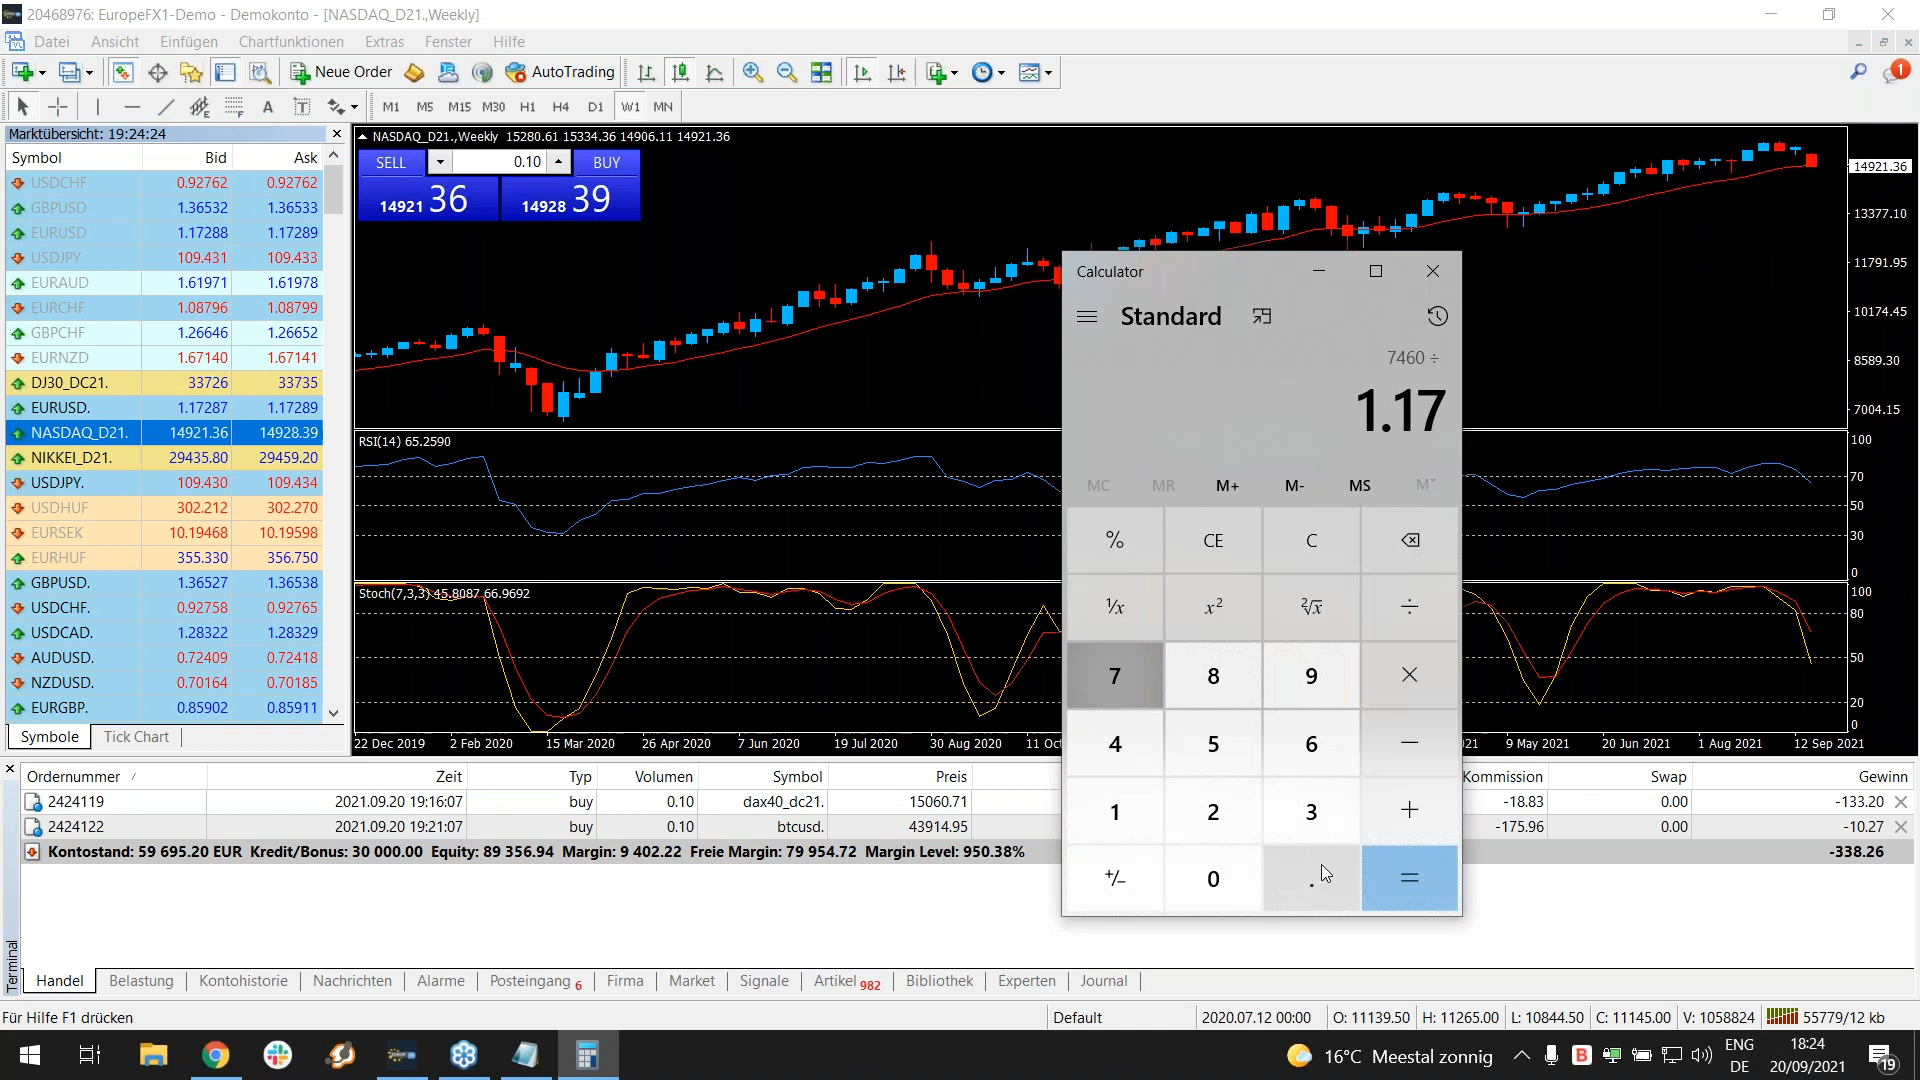 20468976: EuropeFX1-Demo - Demokonto - [NASDAQ_D21.,Weekly]
Datei Ansicht Einfügen Chartfunktionen Extras Fenster Hilfe
Neue Order AutoTrading 1
A T M1 M5 M15 M30 H1 H4 D1 W1 MN
Marktübersicht: 19:24:24
Symbol Bid Ask
USDCHF 0.92762 0.92762
GBPUSD 1.36532 1.36533
EURUSD 1.17288 1.17289
USDJPY 109.431 109.433
EURAUD 1.61971 1.61978
EURCHF 1.08796 1.08799
GBPCHF 1.26646 1.26652
EURNZD 1.67140 1.67141
DJ30_DC21. 33726 33735
EURUSD. 1.17287 1.17289
NASDAQ_D21. 14921.36 14928.39
NIKKEI_D21. 29435.80 29459.20
USDJPY. 109.430 109.434
USDHUF 302.212 302.270
EURSEK 10.19468 10.19598
EURHUF 355.330 356.750
GBPUSD. 1.36527 1.36538
USDCHF. 0.92758 0.92765
USDCAD. 1.28322 1.28329
AUDUSD. 0.72409 0.72418
NZDUSD. 0.70164 0.70185
EURGBP. 0.85902 0.85911
Symbole Tick Chart
NASDAQ_D21.,Weekly 15280.61 15334.36 14906.11 14921.36
SELL 0.10 BUY
14921 36 14928 39
14921.36
13377.10
11791.95
10174.45
8589.30
7004.15
RSI(14) 65.2590
100
70
50
30
0
Stoch(7,3,3) 45.8087 66.9692
100
80
50
20
0
22 Dec 2019 2 Feb 2020 15 Mar 2020 26 Apr 2020 7 Jun 2020 19 Jul 2020 30 Aug 2020 11 Oc 21 9 May 2021 20 Jun 2021 1 Aug 2021 12 Sep 2021
Calculator
Standard
7460 ÷
1.17
MC MR M+ M- MS M
% CE C
1/x x2 2√x ÷
7 8 9 ×
4 5 6 −
1 2 3 +
+/− 0 . =
Ordernummer / Zeit Typ Volumen Symbol Preis Kommission Swap Gewinn
2424119 2021.09.20 19:16:07 buy 0.10 dax40_dc21. 15060.71 -18.83 0.00 -133.20
2424122 2021.09.20 19:21:07 buy 0.10 btcusd. 43914.95 -175.96 0.00 -10.27
Kontostand: 59 695.20 EUR Kredit/Bonus: 30 000.00 Equity: 89 356.94 Margin: 9 402.22 Freie Margin: 79 954.72 Margin Level: 950.38% -338.26
Terminal
Handel Belastung Kontohistorie Nachrichten Alarme Posteingang 6 Firma Market Signale Artikel 982 Bibliothek Experten Journal
Für Hilfe F1 drücken Default 2020.07.12 00:00 O: 11139.50 H: 11265.00 L: 10844.50 C: 11145.00 V: 1058824 55779/12 kb
16°C Meestal zonnig B ENG 18:24
DE 20/09/2021 19